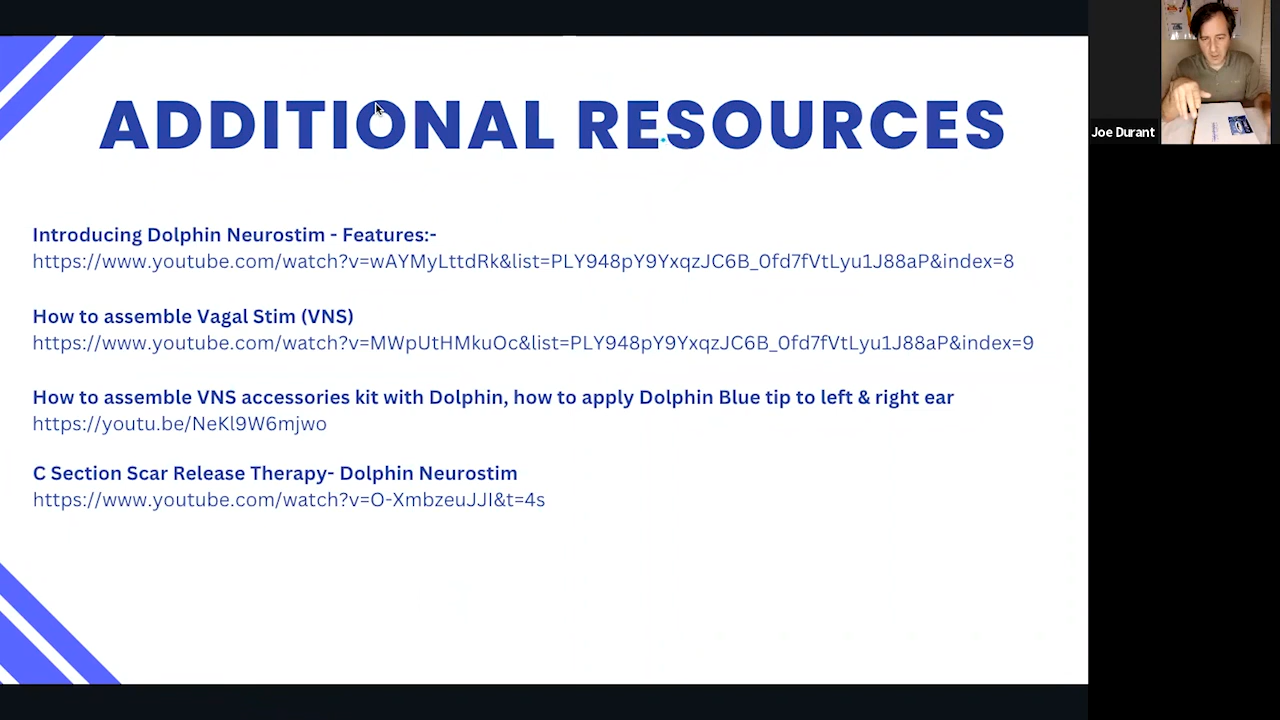 ADDITIONAL RESOURCES
Introducing Dolphin Neurostim - Features:-
https://www.youtube.com/watch?v=wAYMyLttdRk&list=PLY948pY9YxqzJC6B_0fd7fVtLyu1J88aP&index=8
How to assemble Vagal Stim (VNS)
https://www.youtube.com/watch?v=MWpUtHMkuOc&list=PLY948pY9YxqzJC6B_0fd7fVtLyu1J88aP&index=9
How to assemble VNS accessories kit with Dolphin, how to apply Dolphin Blue tip to left & right ear
https://youtu.be/NeKl9W6mjwo
C Section Scar Release Therapy- Dolphin Neurostim
https://www.youtube.com/watch?v=O-XmbzeuJJI&t=4s
Joe Durant